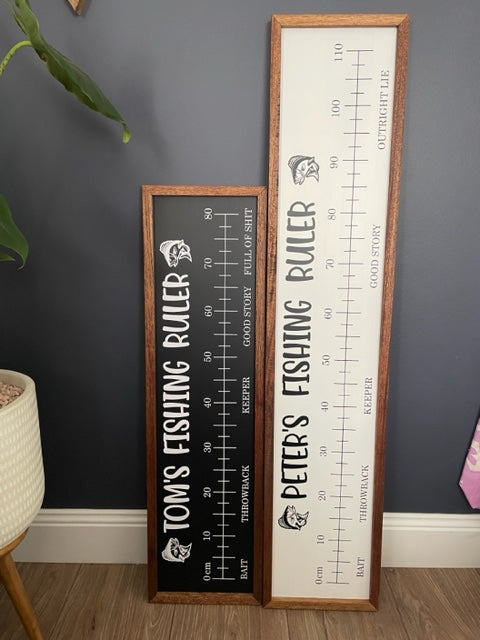 TOM'S FISHING RULER
0cm 10 20 30 40 50 60 70 80
BAIT THROWBACK KEEPER GOOD STORY FULL OF SHIT
PETER'S FISHING RULER
0cm 10 20 30 40 50 60 70 80 90 100 110
BAIT THROWBACK KEEPER GOOD STORY OUTRIGHT LIE